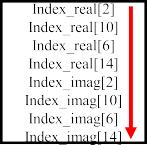 Index_real[2]
Index_real[10]
Index_real[6]
Index_real[14]
Index_imag[2]
Index_imag[10]
Index_imag[6]
Index_imag[14]